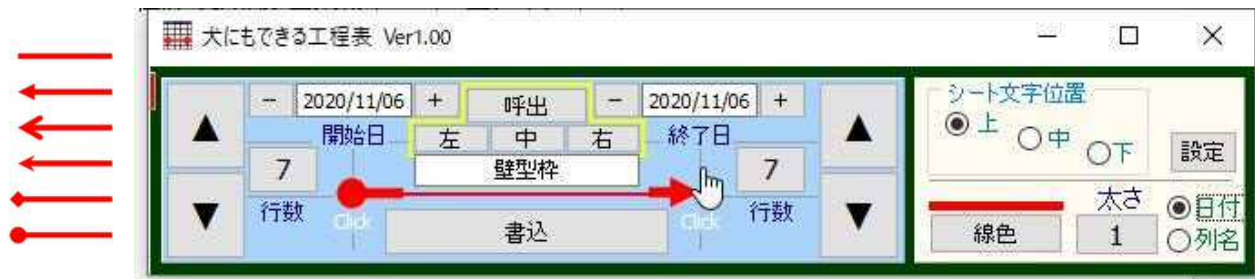 犬にもできる工程表 Ver1.00
− 2020/11/06 + 呼出 − 2020/11/06 +
開始日 左 中 右 終了日
壁型枠
7 7
行数 行数
Click Click
書込
シート文字位置
上 中 下
設定
太さ
線色 1
日付
列名